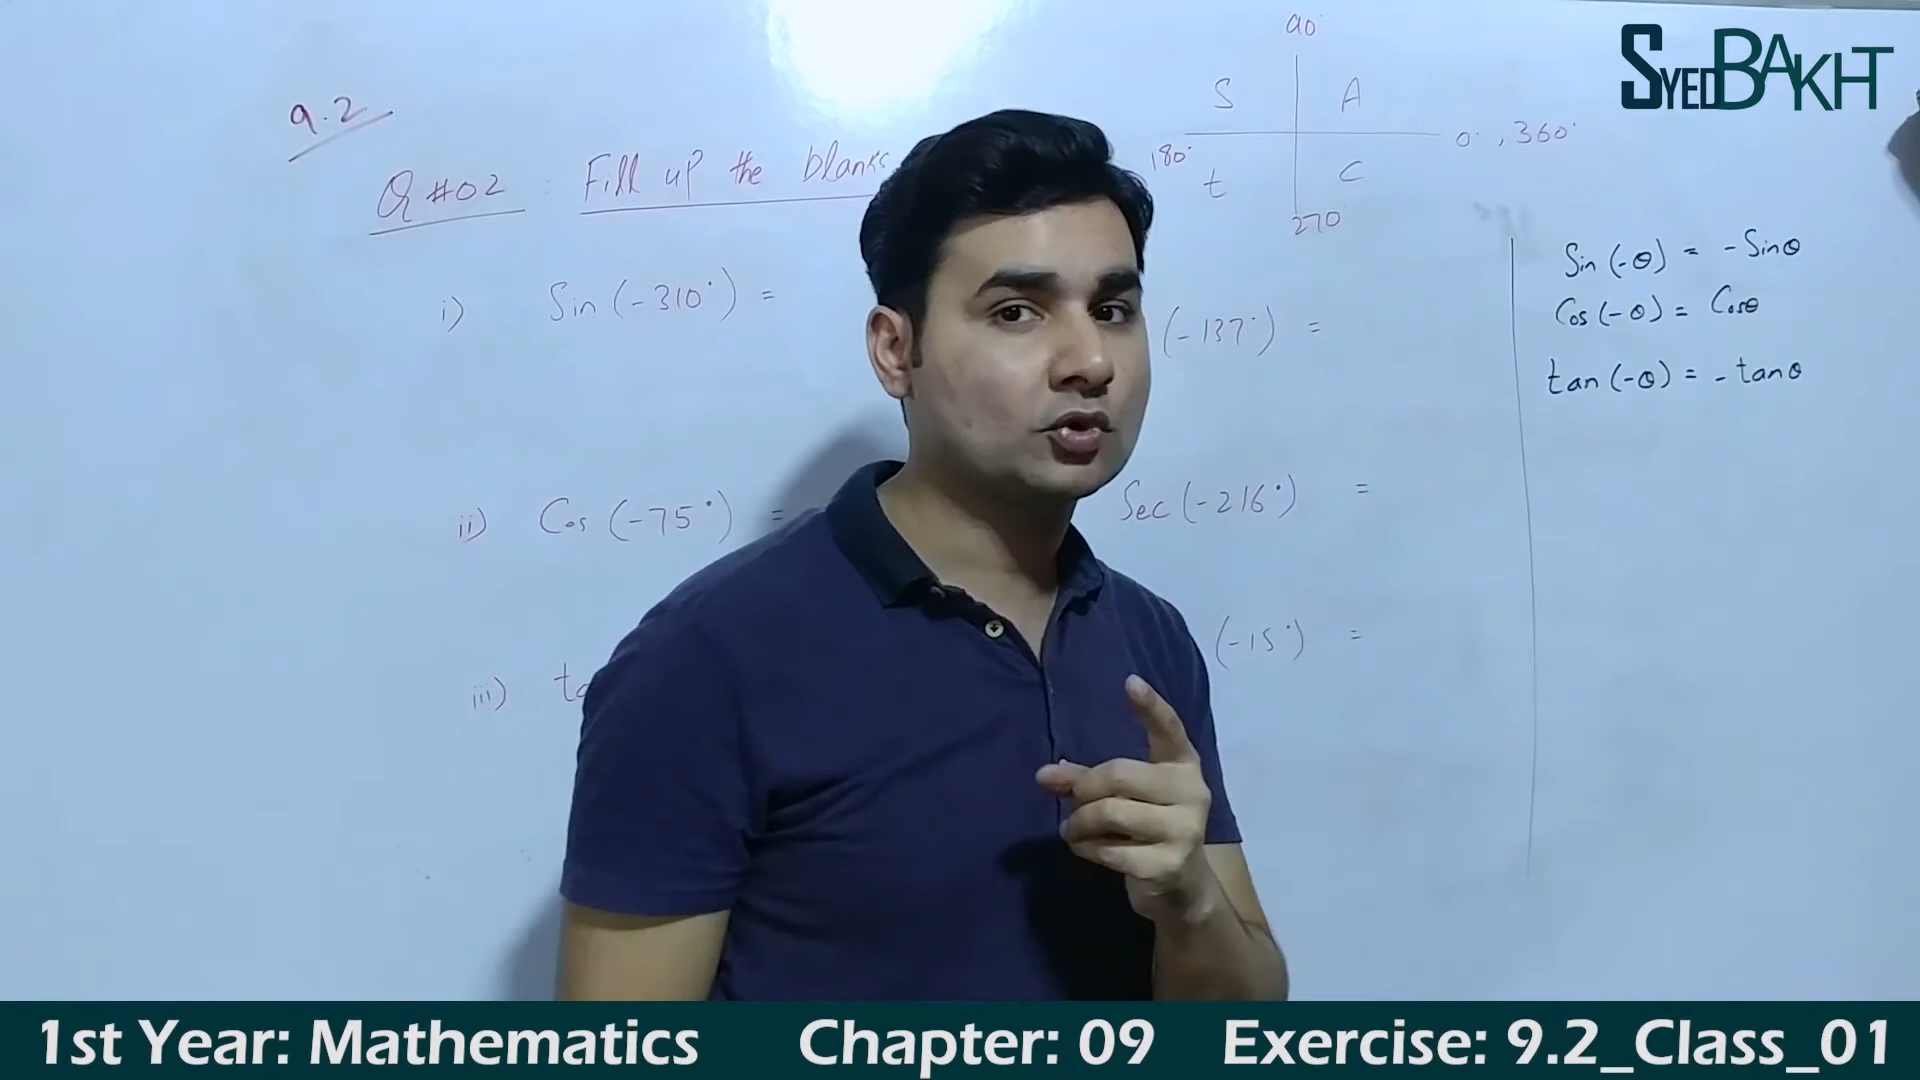 SYEDBAKHT
9.2
Q #02 : Fill up the blanks
90°
S A
180° 0°, 360°
t C
270°
i) Sin (-310°) =
(-137°) =
ii) Cos (-75°) =
Sec (-216°) =
iii)
(-15°) =
Sin (-θ) = -Sinθ
Cos (-θ) = Cosθ
tan (-θ) = -tanθ
1st Year: Mathematics Chapter: 09 Exercise: 9.2_Class_01